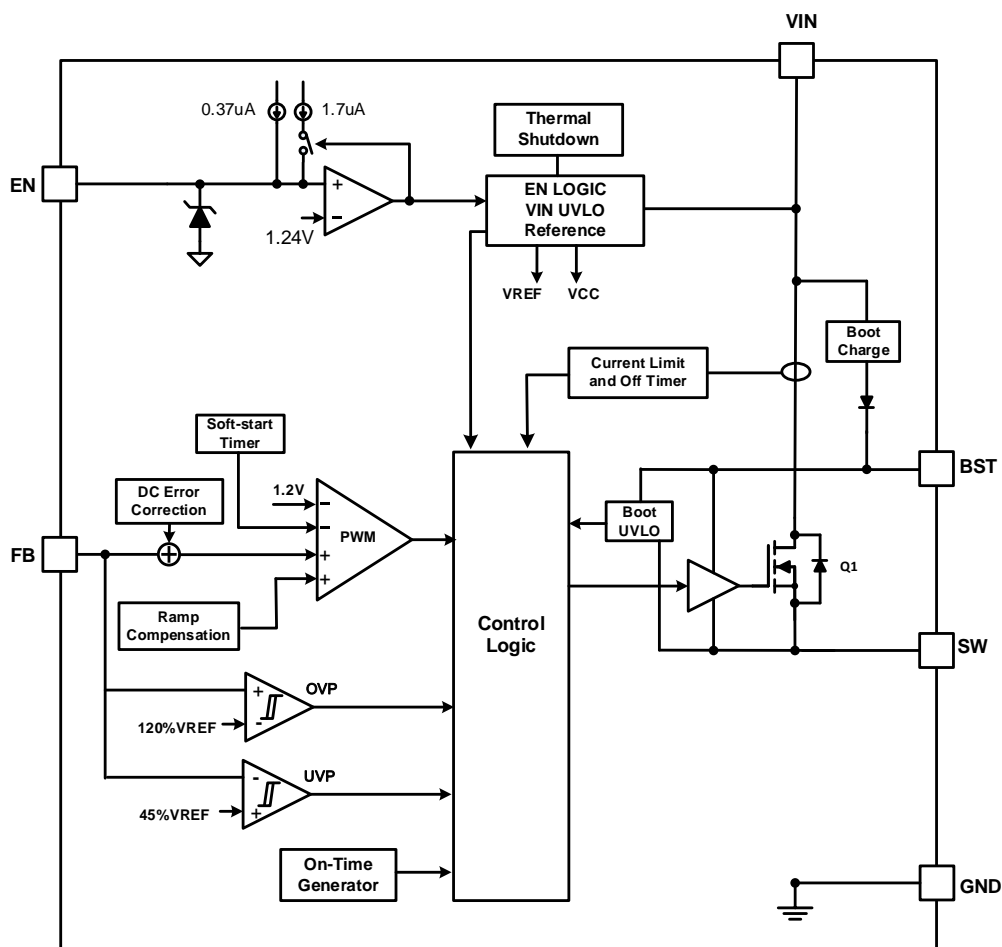 VIN
0.37uA
1.7uA
Thermal
Shutdown
EN
+
-
1.24V
EN LOGIC
VIN UVLO
Reference
VREF
VCC
Boot
Charge
Current Limit
and Off Timer
Soft-start
Timer
BST
1.2V
DC Error
Correction
Boot
UVLO
FB
-
-
+
+
PWM
Q1
Ramp
Compensation
Control
Logic
SW
+
-
OVP
120%VREF
-
+
UVP
45%VREF
On-Time
Generator
GND